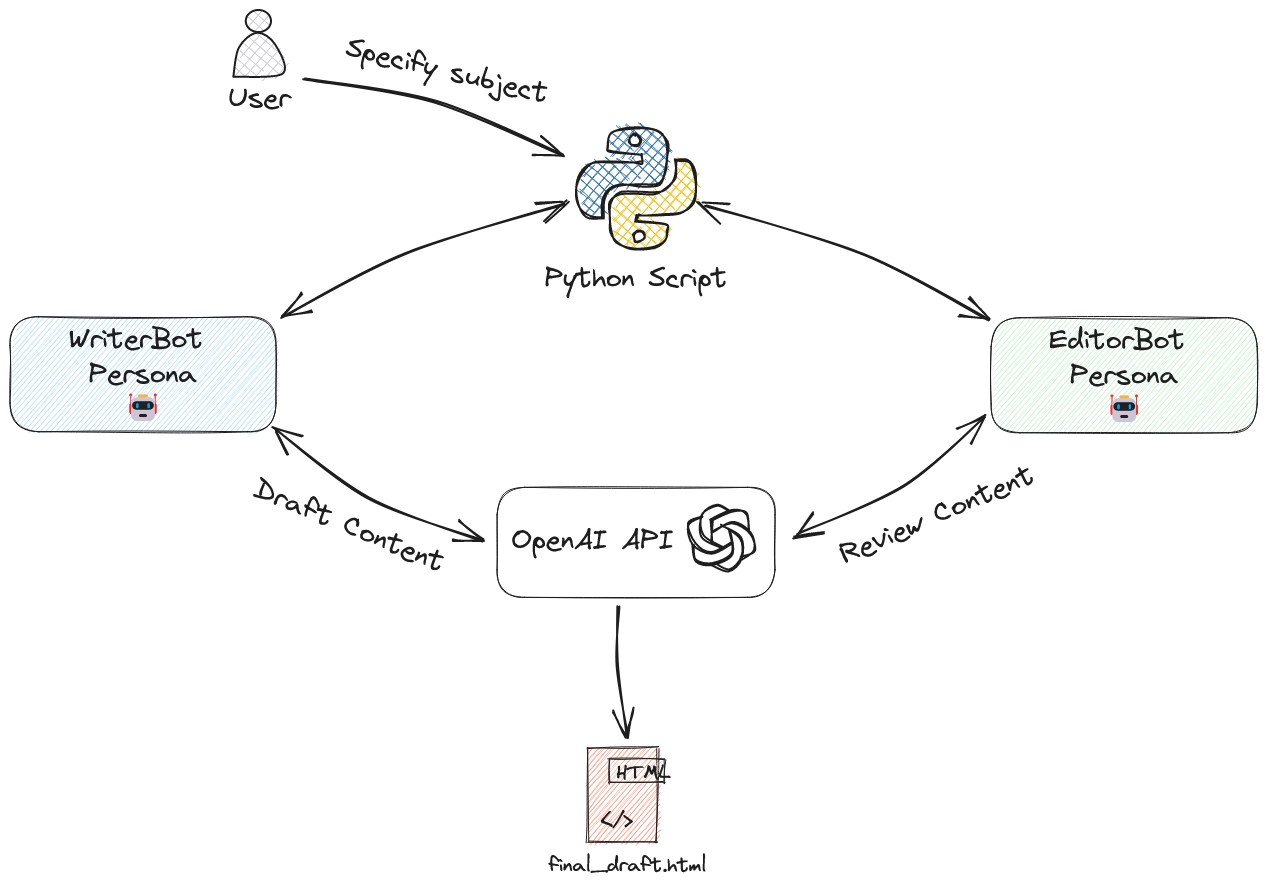 Specify subject
User
Python Script
WriterBot
Persona
EditorBot
Persona
Draft Content
OpenAI API
Review Content
HTML
</>
final_draft.html